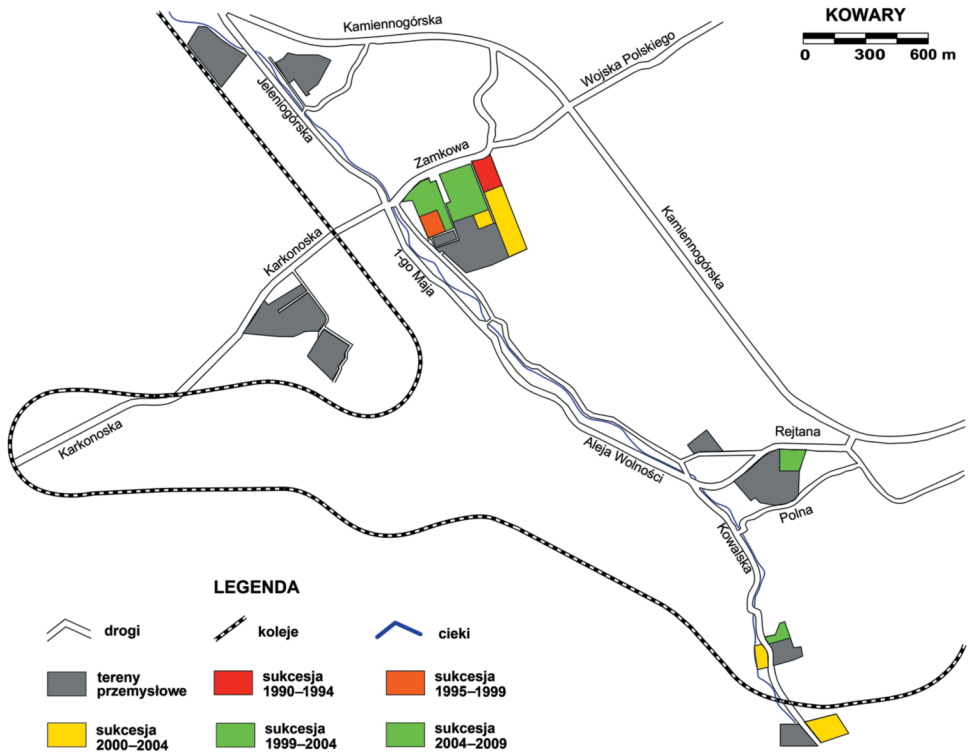 KOWARY
0 300 600 m
Kamiennogórska
Wojska Polskiego
Jeleniogórska
Zamkowa
Kamiennogórska
Karkonoska
1-go Maja
Karkonoska
Aleja Wolności
Rejtana
Polna
Kowalska
LEGENDA
drogi
koleje
cieki
tereny
przemysłowe
sukcesja
1990–1994
sukcesja
1995–1999
sukcesja
2000–2004
sukcesja
1999–2004
sukcesja
2004–2009